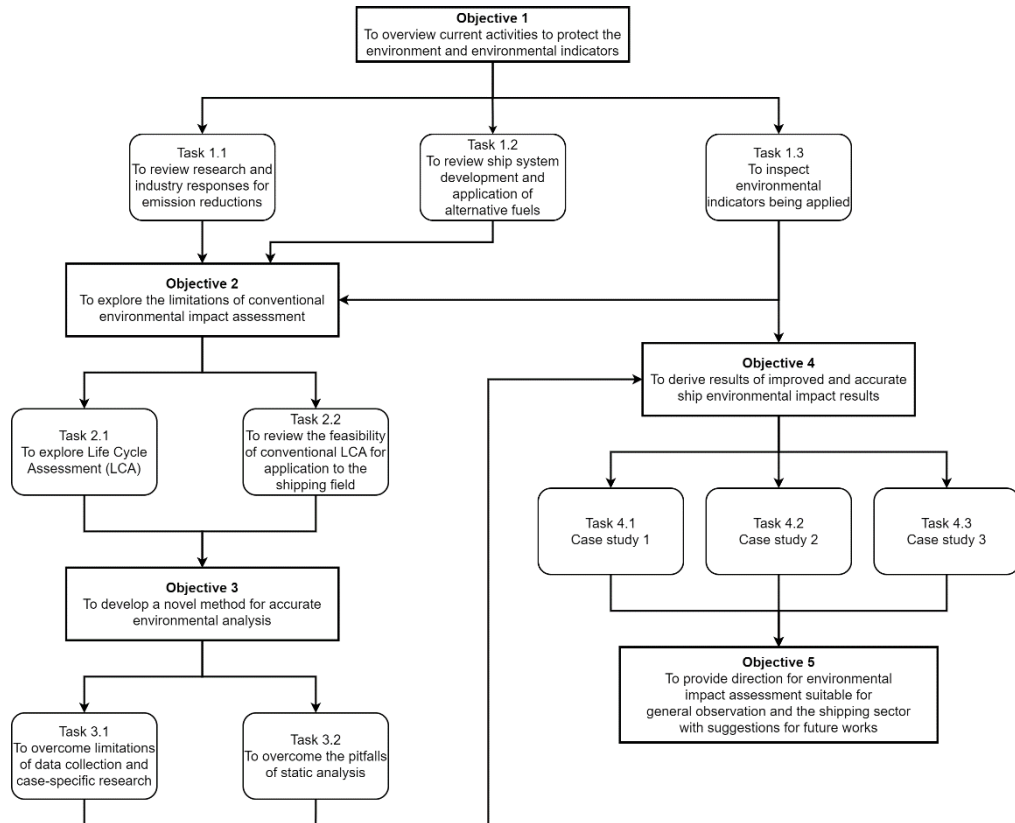 Objective 1
To overview current activities to protect the
environment and environmental indicators
Task 1.1
To review research and
industry responses for
emission reductions
Task 1.2
To review ship system
development and
application of
alternative fuels
Task 1.3
To inspect
environmental
indicators being applied
Objective 2
To explore the limitations of conventional
environmental impact assessment
Objective 4
To derive results of improved and accurate
ship environmental impact results
Task 2.1
To explore Life Cycle
Assessment (LCA)
Task 2.2
To review the feasibility
of conventional LCA for
application to the
shipping field
Task 4.1
Case study 1
Task 4.2
Case study 2
Task 4.3
Case study 3
Objective 3
To develop a novel method for accurate
environmental analysis
Objective 5
To provide direction for environmental
impact assessment suitable for
general observation and the shipping sector
with suggestions for future works
Task 3.1
To overcome limitations
of data collection and
case-specific research
Task 3.2
To overcome the pitfalls
of static analysis